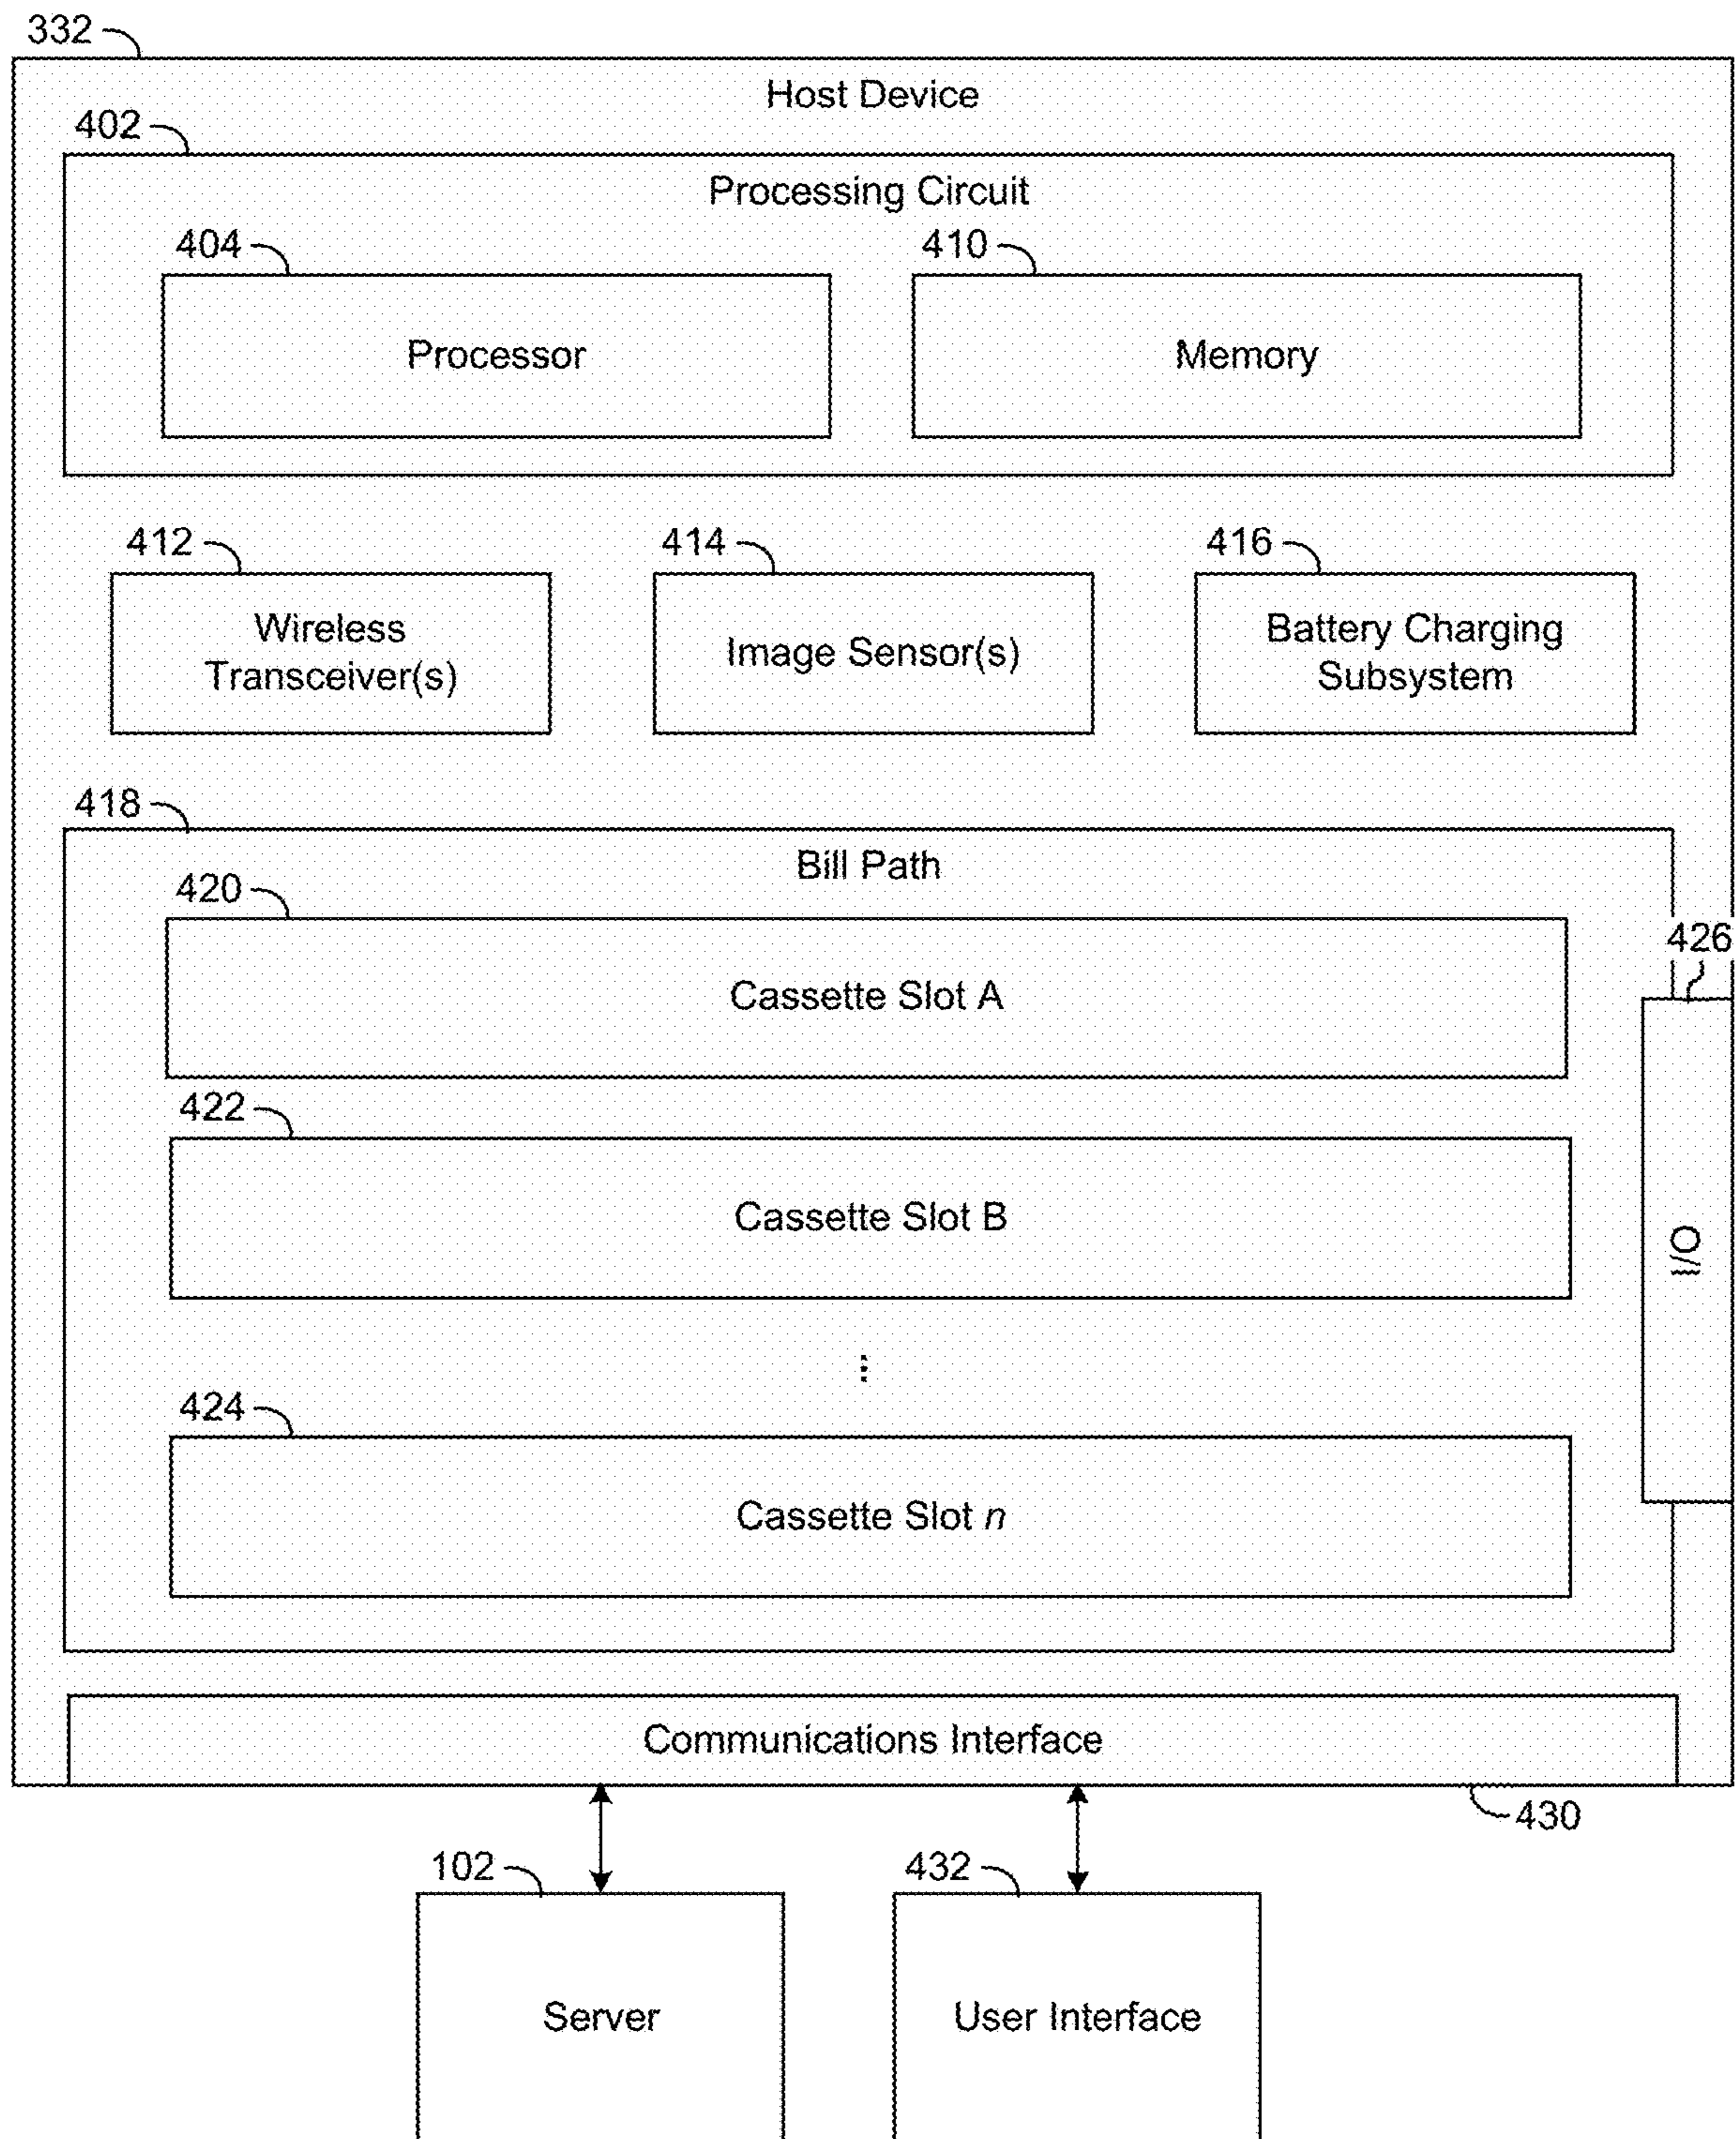 332
Host Device
402
Processing Circuit
404
410
Processor
Memory
412
414
416
Wireless
Transceiver(s)
Image Sensor(s)
Battery Charging
Subsystem
418
Bill Path
420
426
Cassette Slot A
422
Cassette Slot B
I/O
...
424
Cassette Slot n
Communications Interface
430
102
432
Server
User Interface